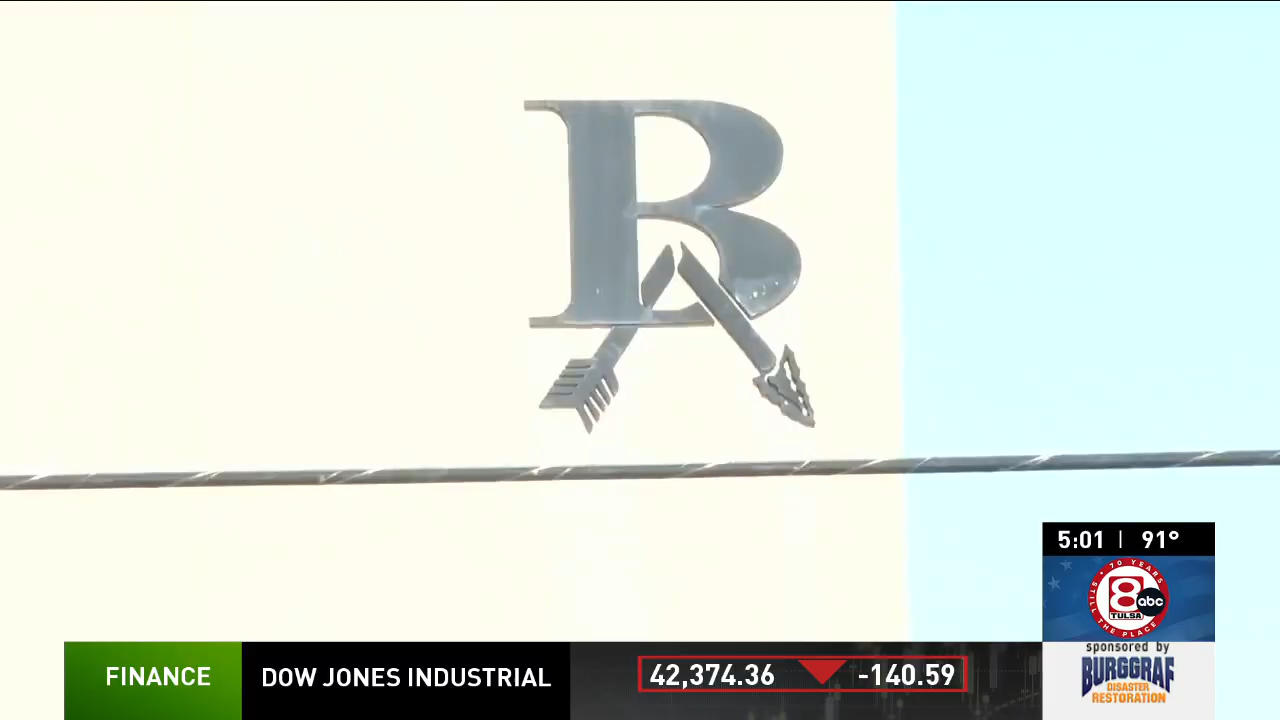 B
5:01 | 91°
STILL THE PLACE • 70 YEARS •
8
abc
TULSA
sponsored by
BURGGRAF
DISASTER
RESTORATION
FINANCE
DOW JONES INDUSTRIAL
42,374.36
-140.59